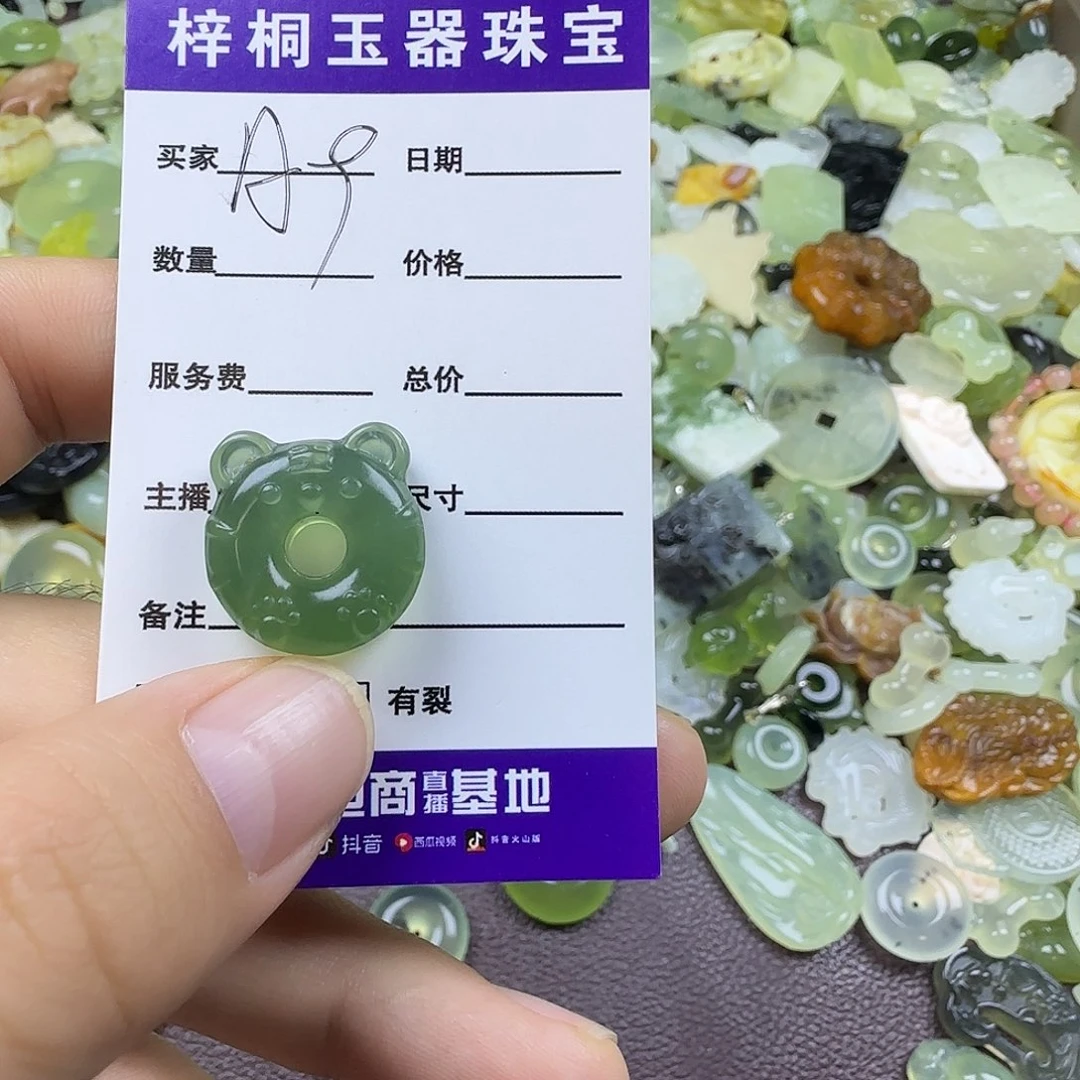 梓桐玉器珠宝
买家 日期
数量 价格
服务费 总价
主播 尺寸
备注
有裂
电商直播基地
抖音 西瓜视频 抖音火山版